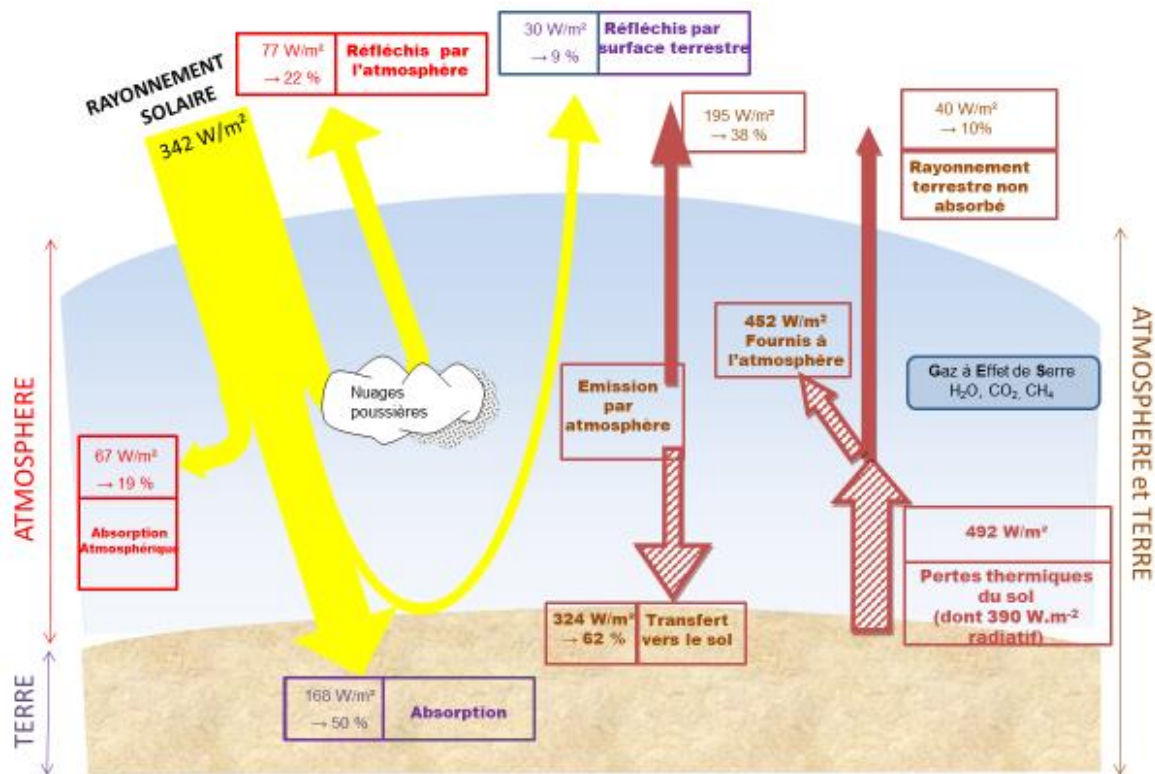 RAYONNEMENT
SOLAIRE
342 W/m²
77 W/m²
→ 22 %
Réfléchis par
l'atmosphère
30 W/m²
→ 9 %
Réfléchis par
surface terrestre
195 W/m²
→ 38 %
40 W/m²
→ 10%
Rayonnement
terrestre non
absorbé
ATMOSPHERE
TERRE
ATMOSPHERE et TERRE
Nuages
poussières
67 W/m²
→ 19 %
Absorption
Atmosphérique
Emission
par
atmosphère
452 W/m²
Fournis à
l'atmosphère
Gaz à Effet de Serre
H₂O, CO₂, CH₄
492 W/m²
Pertes thermiques
du sol
(dont 390 W.m⁻²
radiatif)
324 W/m²
→ 62 %
Transfert
vers le sol
168 W/m²
→ 50 %
Absorption